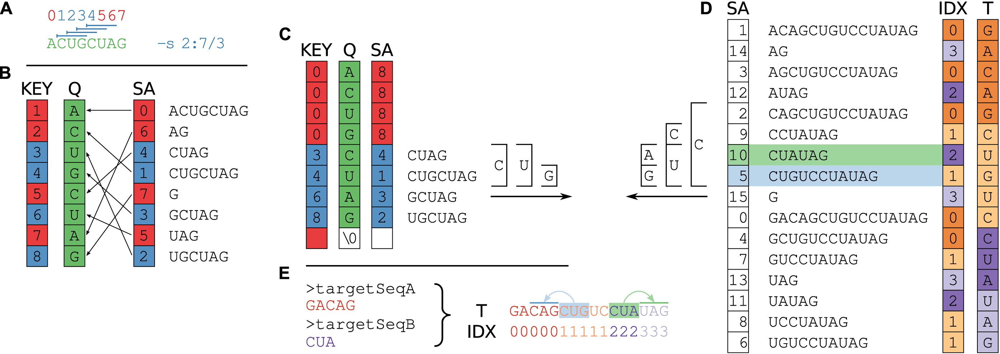 A
01234567
ACUGCUAG
−s 2:7/3
B
KEY Q SA
1 A 0 ACUGCUAG
2 C 6 AG
3 U 4 CUAG
4 G 1 CUGCUAG
5 C 7 G
6 U 3 GCUAG
7 A 5 UAG
8 G 2 UGCUAG
C
KEY Q SA
0 A 8
0 C 8
0 U 8
0 G 8
3 C 4 CUAG
4 U 1 CUGCUAG
6 A 3 GCUAG
8 G 2 UGCUAG
\0
C U G
A G
C U
C
D
SA IDX T
1 ACAGCUGUCCUAUAG 0 G
14 AG 3 A
3 AGCUGUCCUAUAG 0 C
12 AUAG 2 A
2 CAGCUGUCCUAUAG 0 G
9 CCUAUAG 1 C
10 CUAUAG 2 U
5 CUGUCCUAUAG 1 G
15 G 3 U
0 GACAGCUGUCCUAUAG 0 C
4 GCUGUCCUAUAG 0 C
7 GUCCUAUAG 1 U
13 UAG 3 A
11 UAUAG 2 U
8 UCCUAUAG 1 A
6 UGUCCUAUAG 1 G
E
>targetSeqA
GACAG
>targetSeqB
CUA
T GACAGCUGUCCUAUAG
IDX 0000011111222333